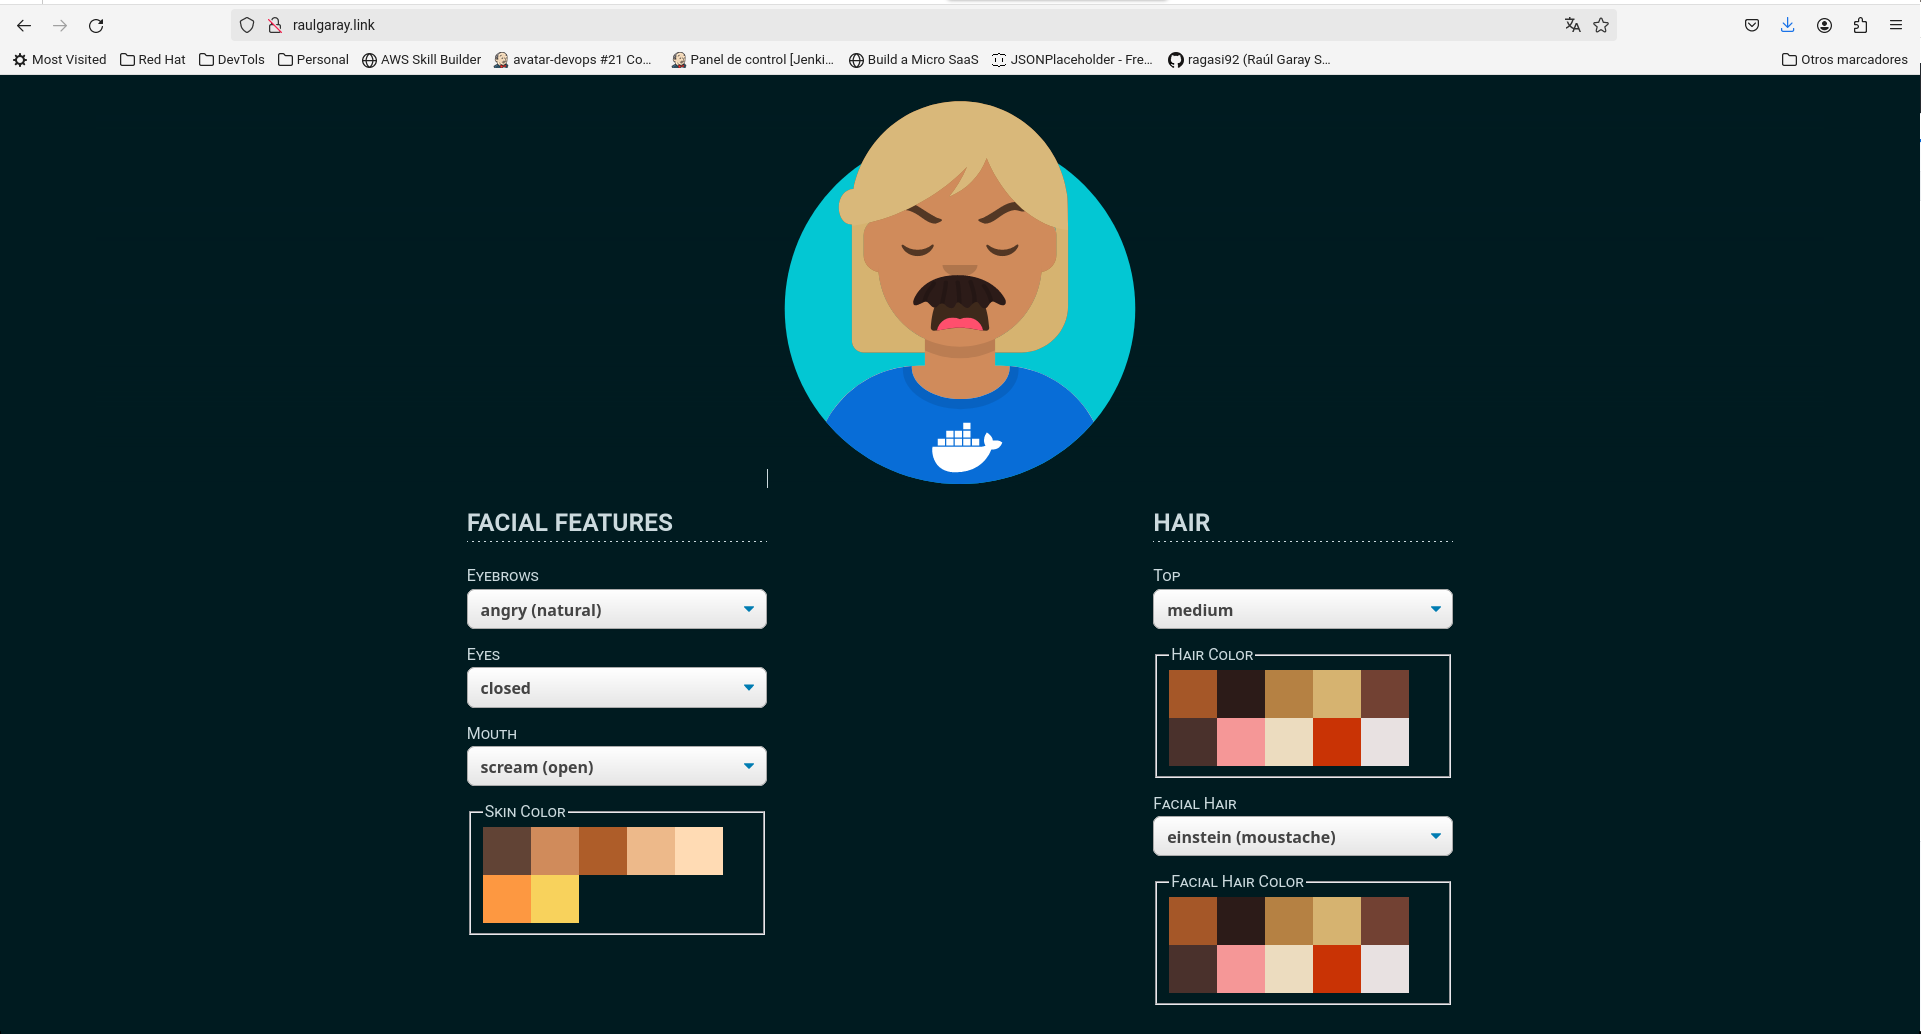 raulgaray.link
Most Visited Red Hat DevTols Personal AWS Skill Builder avatar-devops #21 Co... Panel de control [Jenki... Build a Micro SaaS JSONPlaceholder - Fre... ragasi92 (Raúl Garay S... Otros marcadores
FACIAL FEATURES
EYEBROWS
angry (natural)
EYES
closed
MOUTH
scream (open)
SKIN COLOR
HAIR
TOP
medium
HAIR COLOR
FACIAL HAIR
einstein (moustache)
FACIAL HAIR COLOR